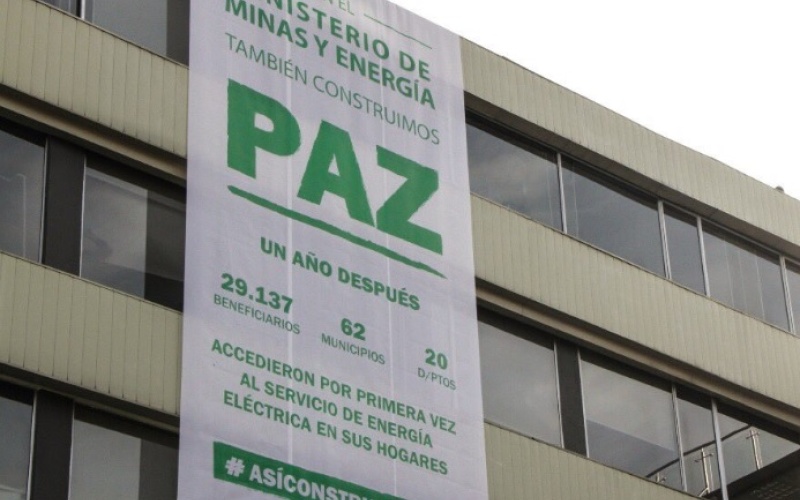 MINISTERIO DE
MINAS Y ENERGÍA
TAMBIÉN CONSTRUIMOS
PAZ
UN AÑO DESPUÉS
29.137
BENEFICIARIOS
62
MUNICIPIOS
20
D/PTOS
ACCEDIERON POR PRIMERA VEZ
AL SERVICIO DE ENERGÍA
ELÉCTRICA EN SUS HOGARES